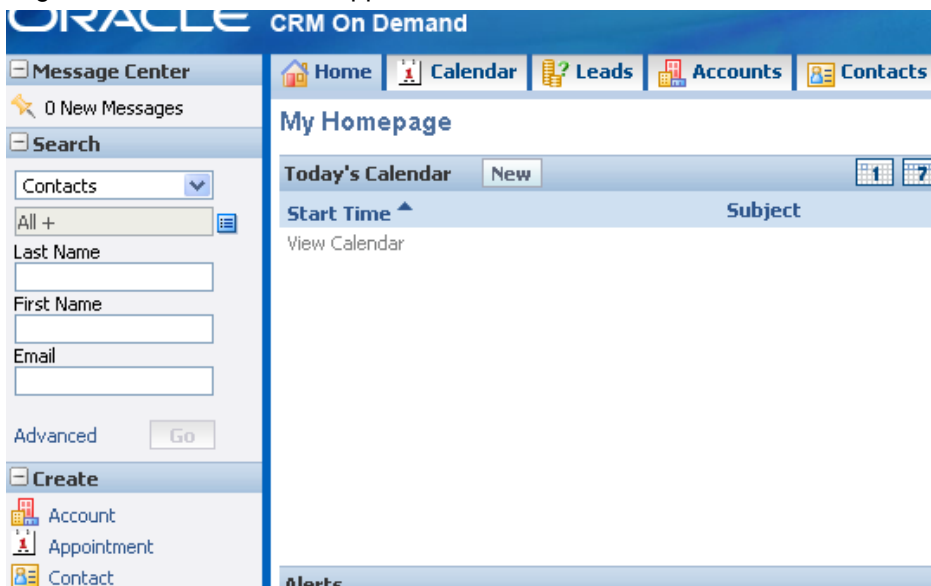 ORACLE CRM On Demand
Message Center
0 New Messages
Search
Contacts
All +
Last Name
First Name
Email
Advanced Go
Create
Account
Appointment
Contact
Home Calendar Leads Accounts Contacts
My Homepage
Today's Calendar New 1 7
Start Time Subject
View Calendar
Alerts